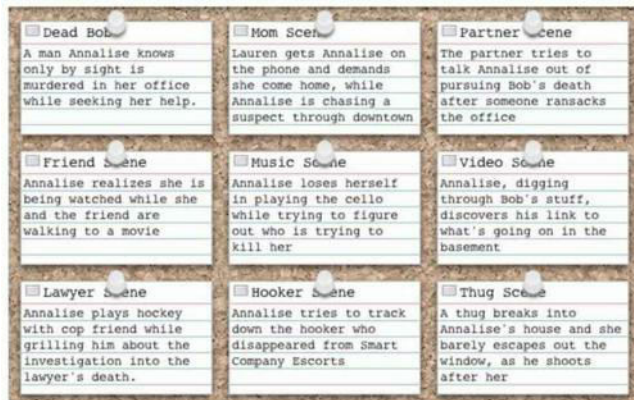 Dead Bob
A man Annalise knows
only by sight is
murdered in her office
while seeking her help.
Mom Scene
Lauren gets Annalise on
the phone and demands
she come home, while
Annalise is chasing a
suspect through downtown
Partner Scene
The partner tries to
talk Annalise out of
pursuing Bob's death
after someone ransacks
the office
Friend Scene
Annalise realizes she is
being watched while she
and the friend are
walking to a movie
Music Scene
Annalise loses herself
in playing the cello
while trying to figure
out who is trying to
kill her
Video Scene
Annalise, digging
through Bob's stuff,
discovers his link to
what's going on in the
basement
Lawyer Scene
Annalise plays hockey
with cop friend while
grilling him about the
investigation into the
lawyer's death.
Hooker Scene
Annalise tries to track
down the hooker who
disappeared from Smart
Company Escorts
Thug Scene
A thug breaks into
Annalise's house and she
barely escapes out the
window, as he shoots
after her